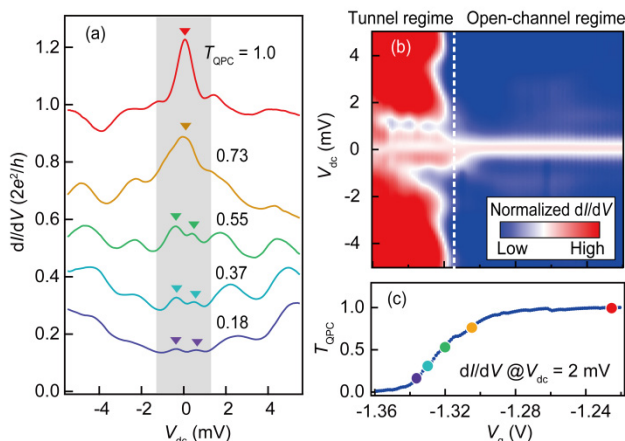 (a)
T_QPC = 1.0
0.73
0.55
0.37
0.18
dI/dV (2e²/h)
1.2
1.0
0.8
0.6
0.4
0.2
0.0
-4
0
4
V_dc (mV)
Tunnel regime
Open-channel regime
(b)
V_dc (mV)
4
2
0
-2
-4
Normalized dI/dV
Low
High
(c)
T_QPC
1.0
0.5
0.0
dI/dV @V_dc = 2 mV
-1.36
-1.32
-1.28
-1.24
V_g (V)